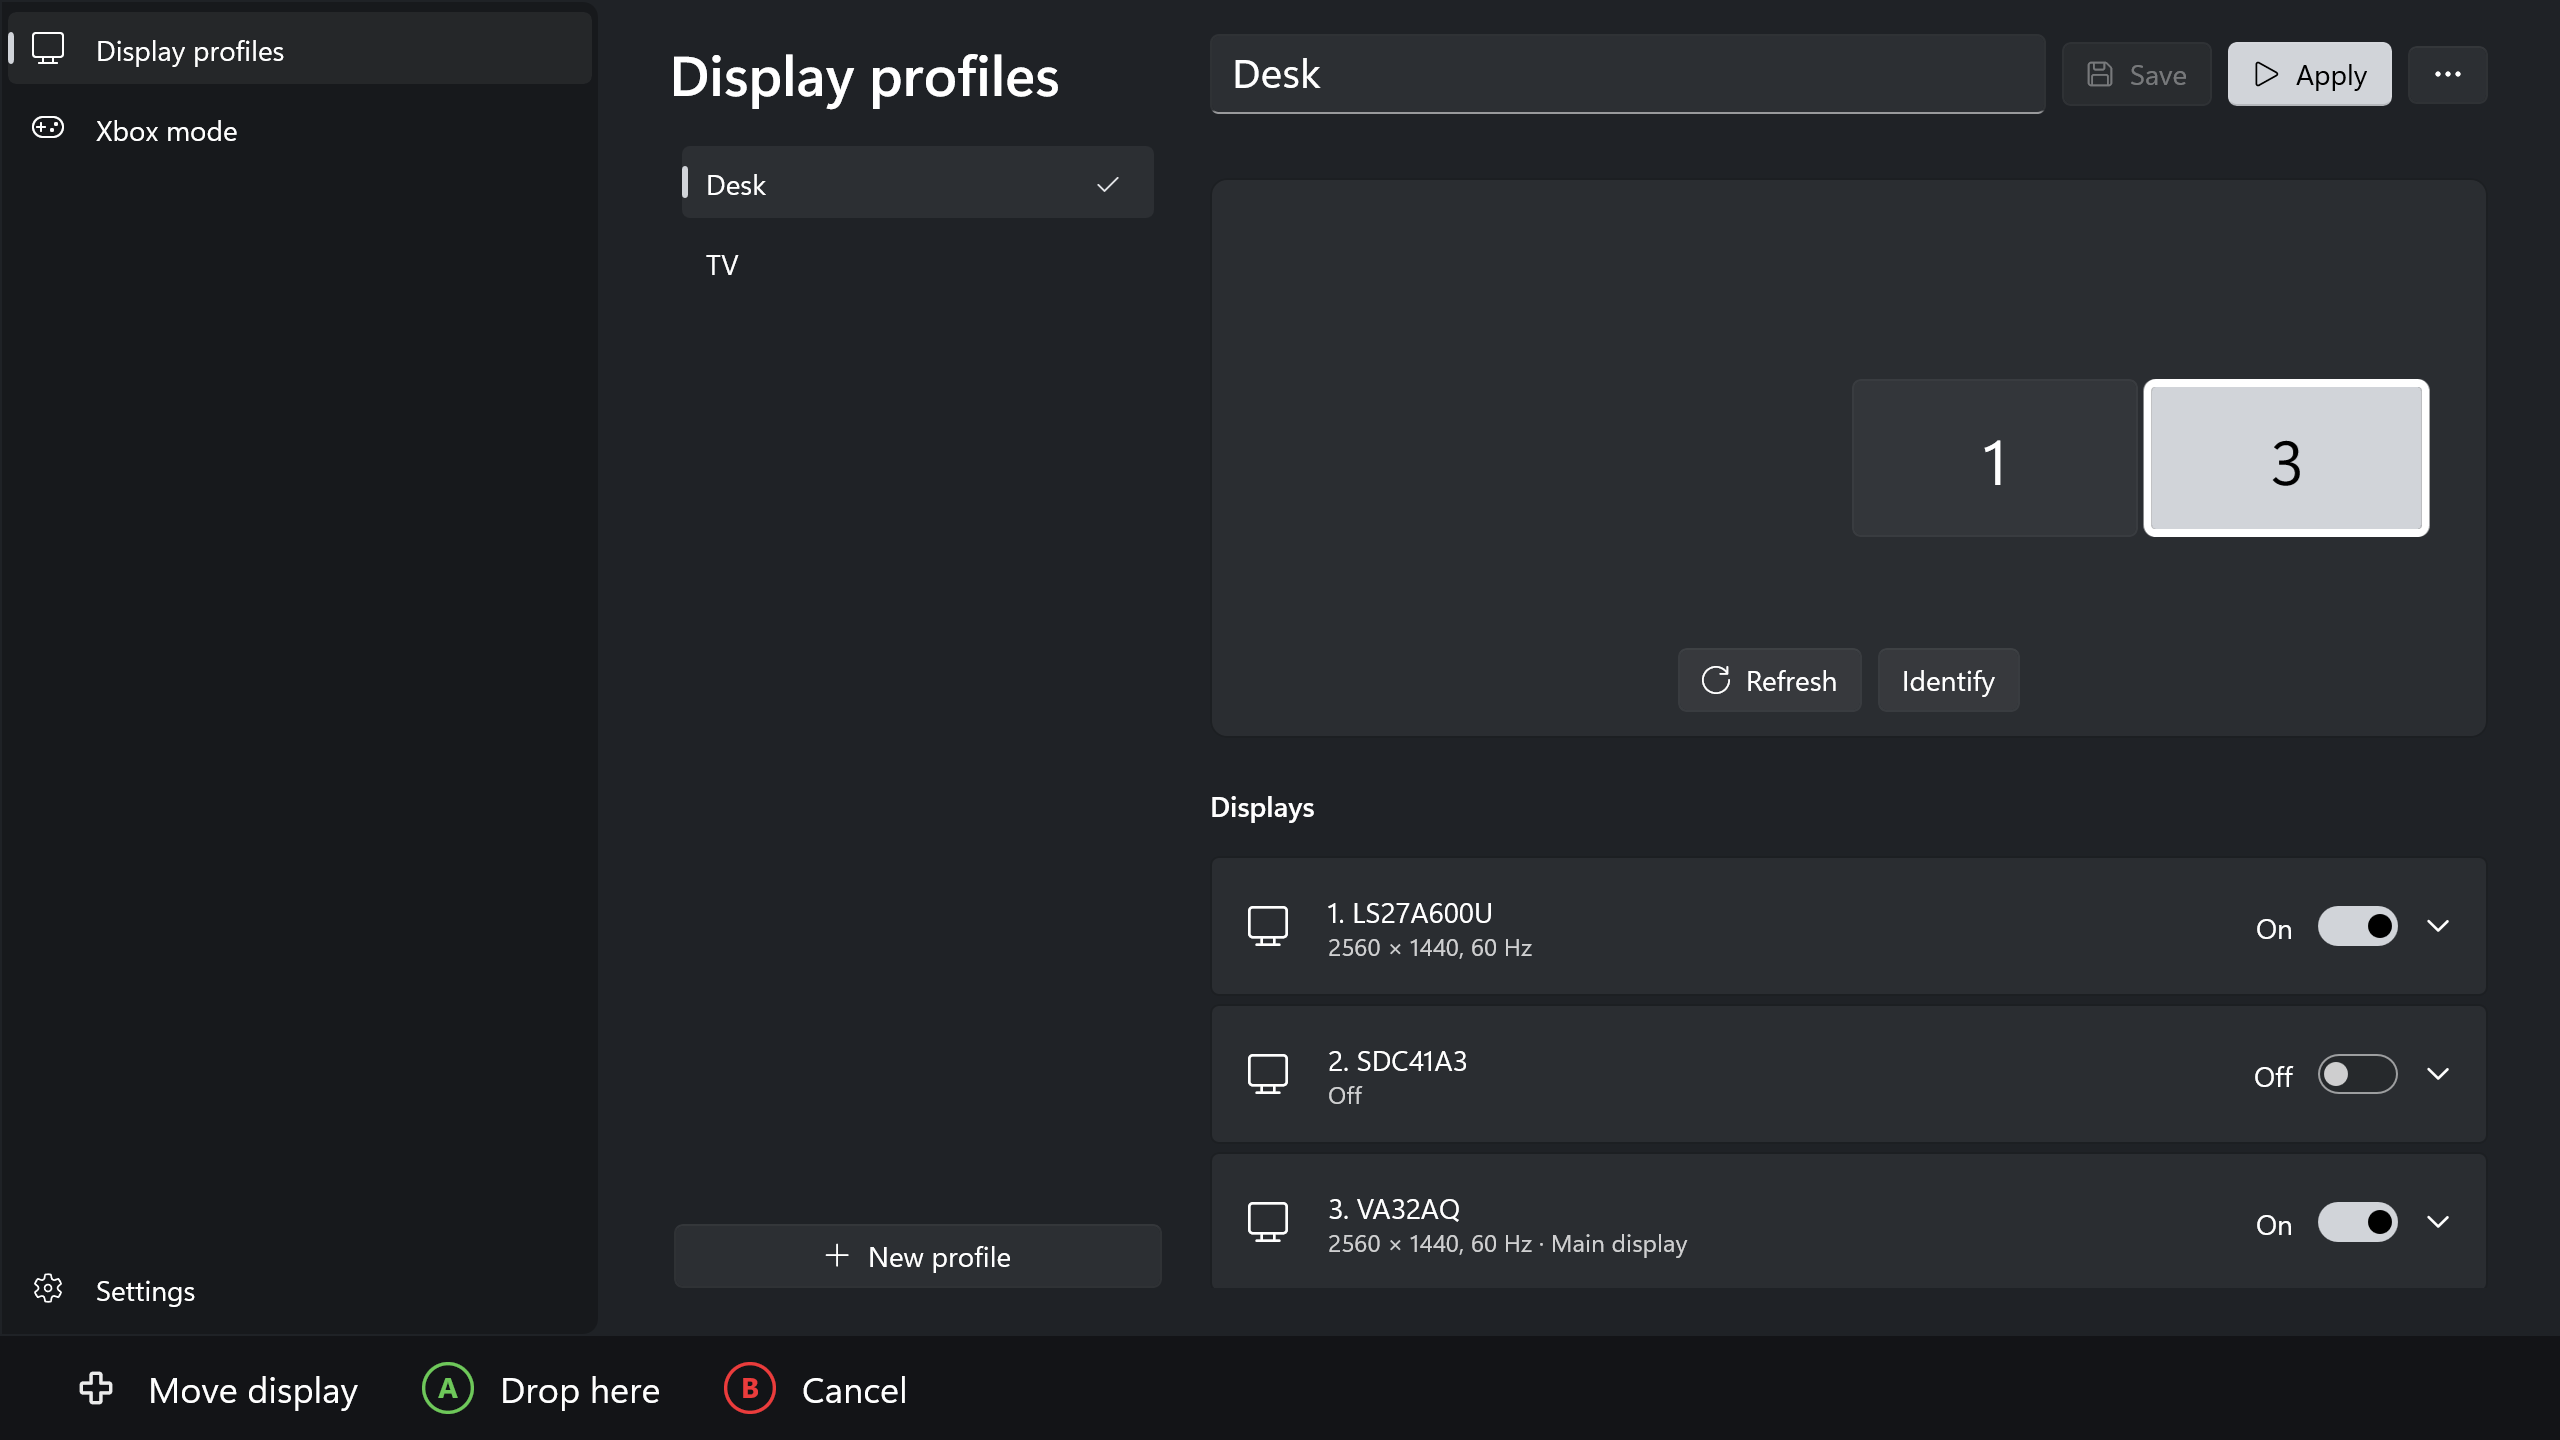 Display profiles
Xbox mode
Settings
Display profiles
Desk
TV
New profile
Desk
Save
Apply
1
3
Refresh
Identify
Displays
1. LS27A600U
2560 × 1440, 60 Hz
On
2. SDC41A3
Off
Off
3. VA32AQ
2560 × 1440, 60 Hz · Main display
On
Move display
A
Drop here
B
Cancel